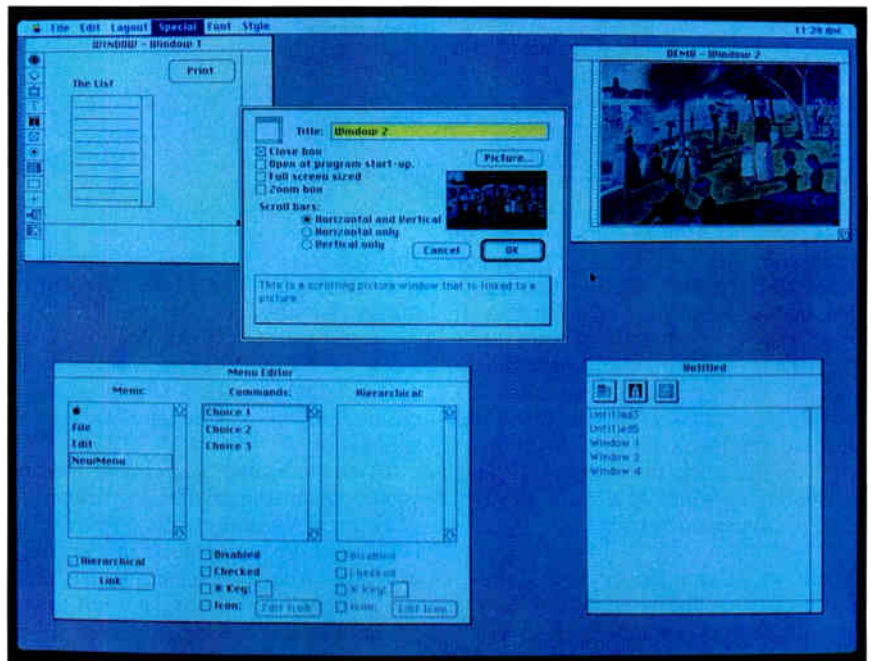 File Edit Layout Special Font Style
11:29 AM
WINDOW - Window 1
Print
The List
DEMO - Window 2
Title: Window 2
Close box
Open at program start-up.
Full screen sized
Zoom box
Picture...
Scroll bars:
Horizontal and Vertical
Horizontal only
Vertical only
Cancel
OK
This is a scrolling picture window that is linked to a
picture
Menu Editor
Menu:
Commands:
Hierarchical:
File
Edit
NewMenu
Choice 1
Choice 2
Choice 3
Hierarchical
Link
Disabled
Checked
⌘ Key:
Icon:
Edit Icon
Disabled
Checked
⌘ Key:
Icon:
Edit Icon
Untitled
Untitled3
Untitled5
Window 1
Window 2
Window 4